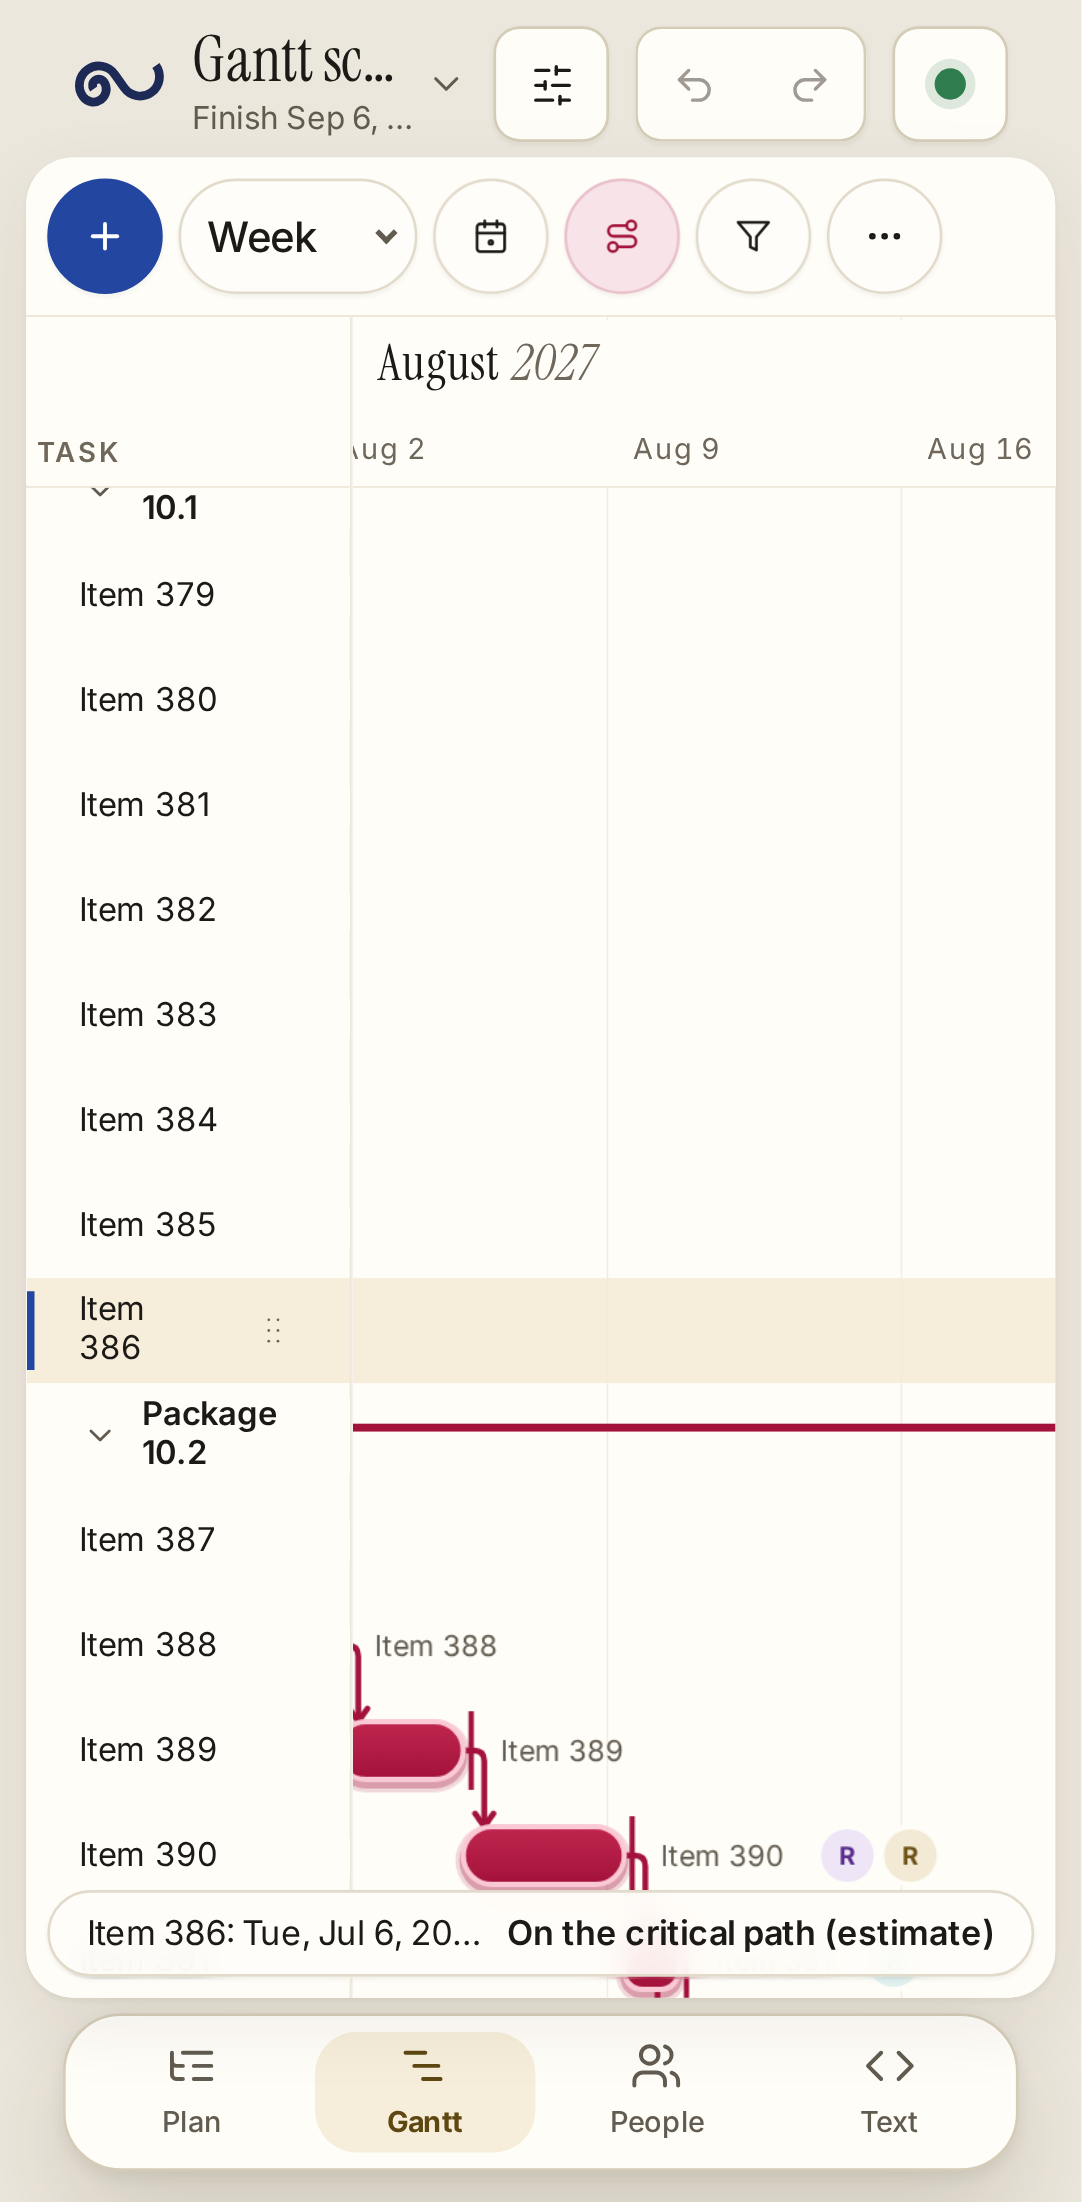 Gantt sc...
Finish Sep 6, ...
Week
August 2027
TASK
Aug 2
Aug 9
Aug 16
10.1
Item 379
Item 380
Item 381
Item 382
Item 383
Item 384
Item 385
Item
386
Package
10.2
Item 387
Item 388
Item 388
Item 389
Item 389
Item 390
Item 390
R
R
Item 386: Tue, Jul 6, 20...
On the critical path (estimate)
Plan
Gantt
People
Text